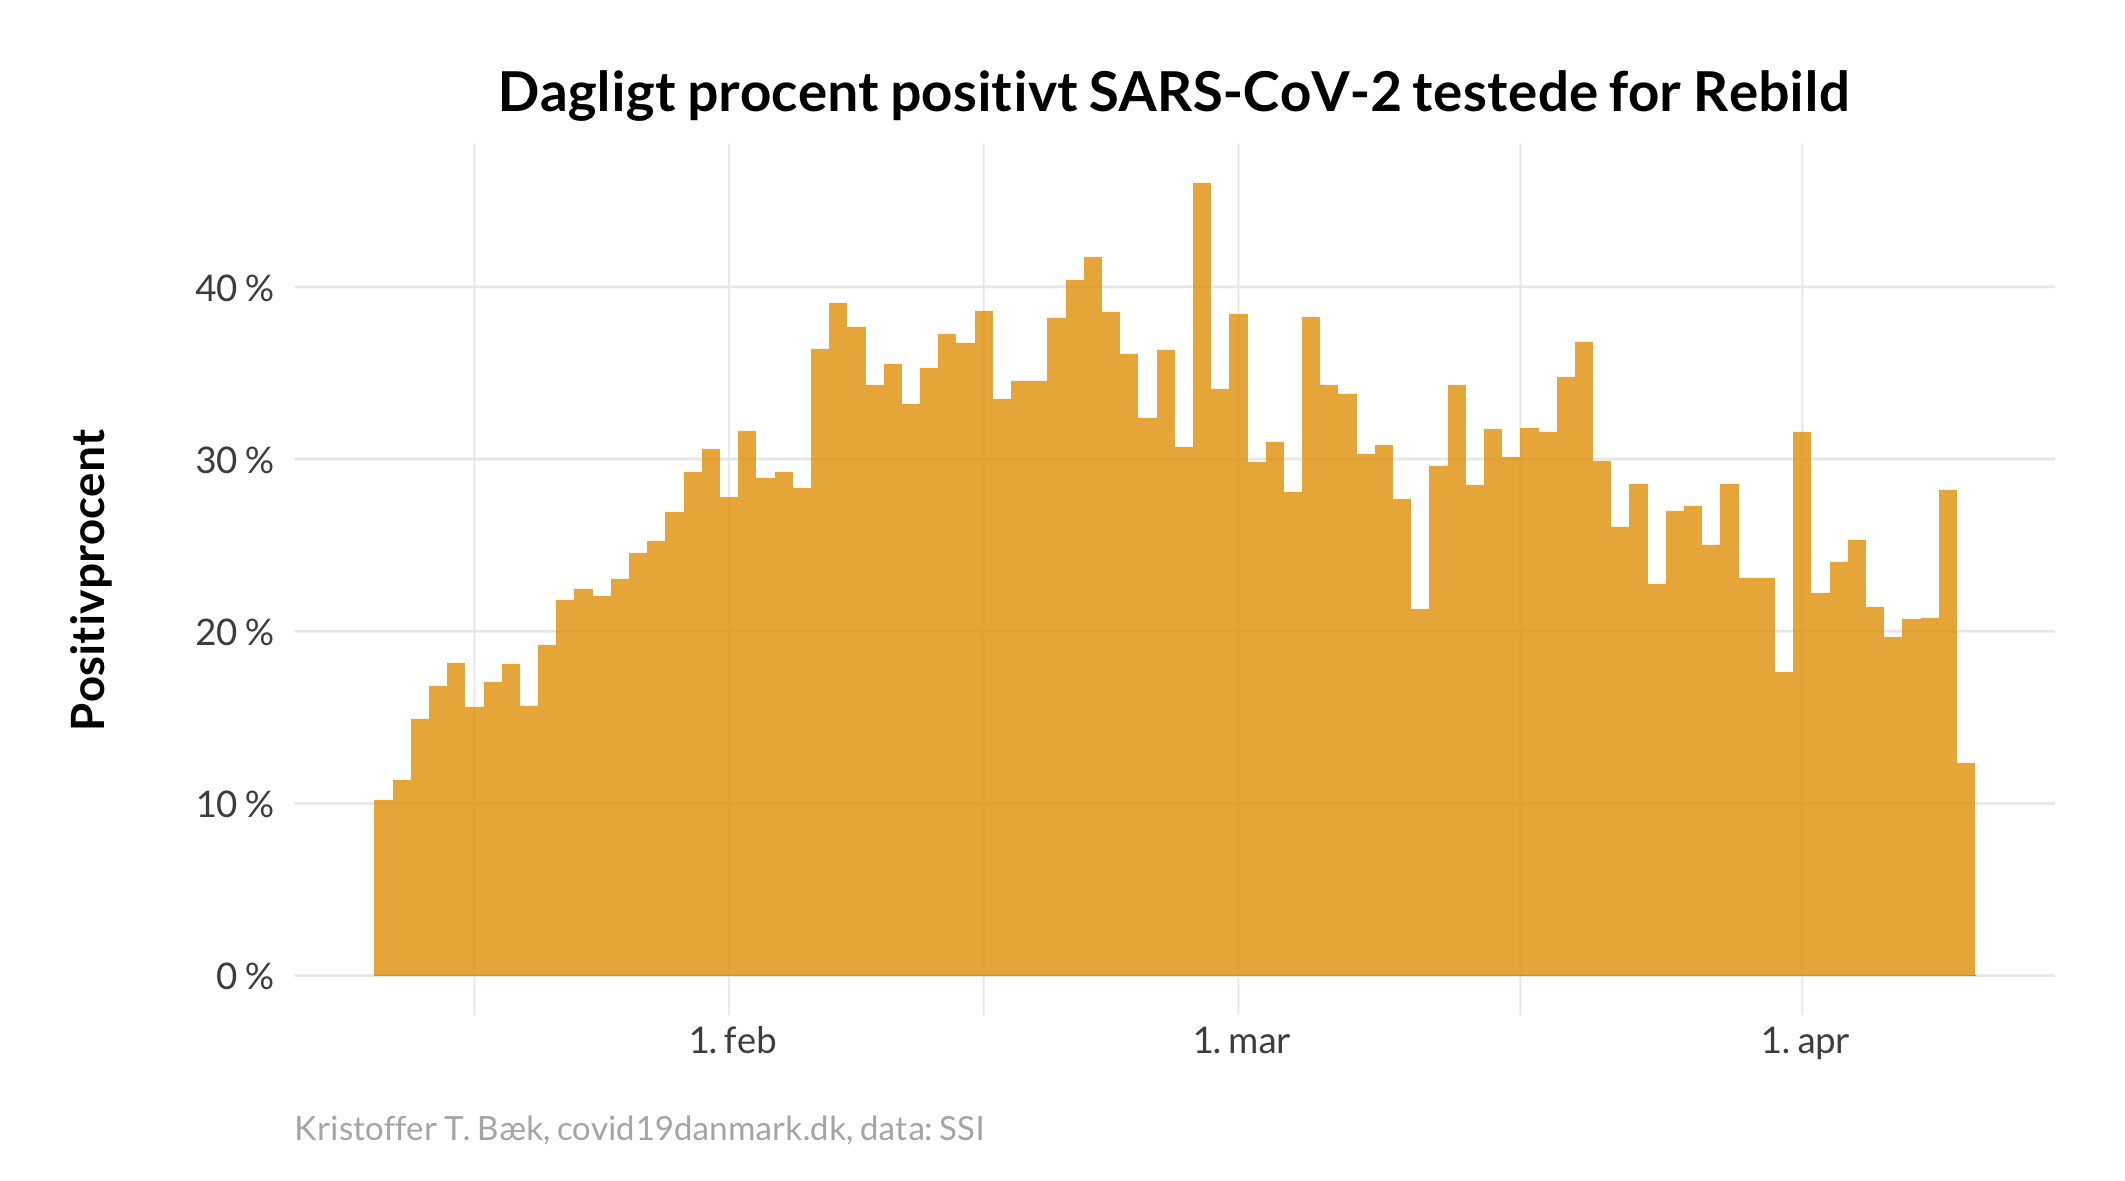 Dagligt procent positivt SARS-CoV-2 testede for Rebild
Positivprocent
40 %
30 %
20 %
10 %
0 %
1. feb
1. mar
1. apr
Kristoffer T. Bæk, covid19danmark.dk, data: SSI